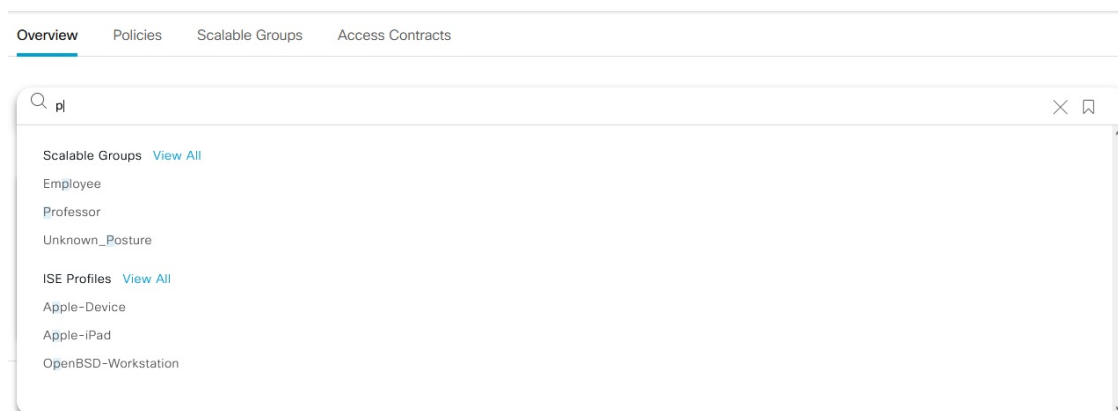 Overview Policies Scalable Groups Access Contracts
p
Scalable Groups View All
Employee
Professor
Unknown_Posture
ISE Profiles View All
Apple-Device
Apple-iPad
OpenBSD-Workstation